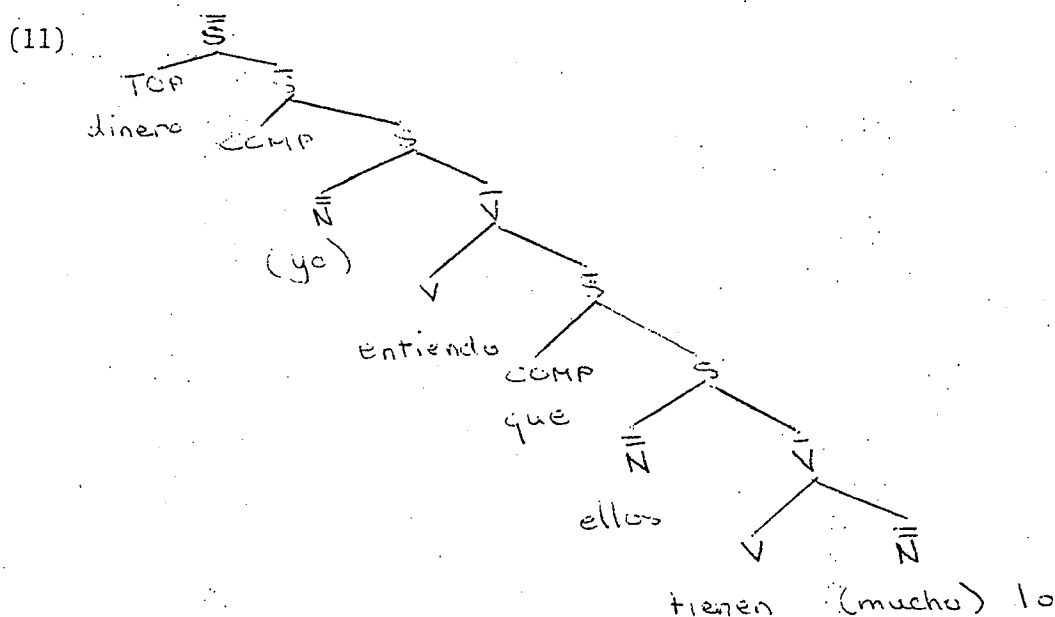 (11) S̿
TOP S̄
dinero COMP S
N̿ V̄
(yo)
V S̄
entiendo
COMP S
que
N̿ V̄
ellos
V N̿
tienen (mucho) lo